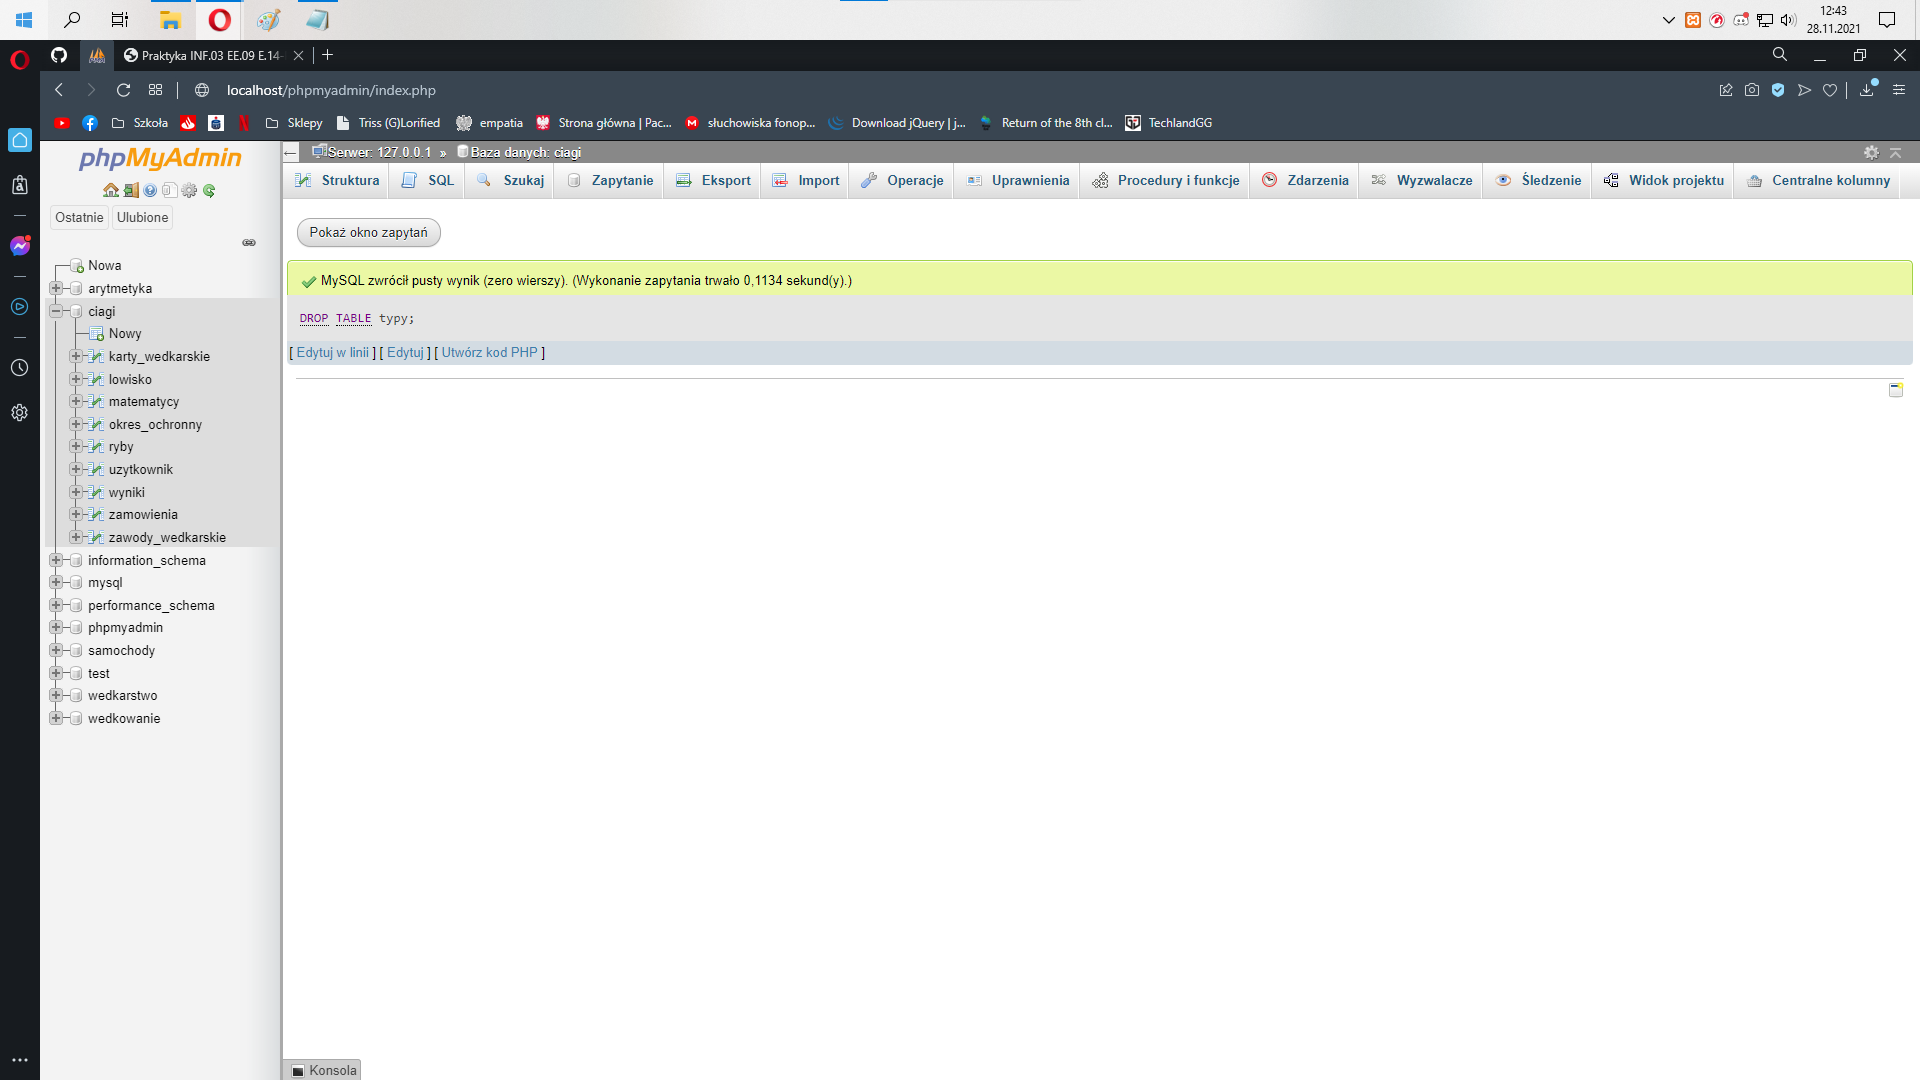 12:43
28.11.2021
Praktyka INF.03 EE.09 E.14-
localhost/phpmyadmin/index.php
Szkoła
Sklepy
Triss (G)Lorified
empatia
Strona główna | Pac...
słuchowiska fonop...
Download jQuery | j...
Return of the 8th cl...
TechlandGG
phpMyAdmin
Ostatnie
Ulubione
Nowa
arytmetyka
ciagi
Nowy
karty_wedkarskie
lowisko
matematycy
okres_ochronny
ryby
uzytkownik
wyniki
zamowienia
zawody_wedkarskie
information_schema
mysql
performance_schema
phpmyadmin
samochody
test
wedkarstwo
wedkowanie
Serwer: 127.0.0.1 » Baza danych: ciagi
Struktura
SQL
Szukaj
Zapytanie
Eksport
Import
Operacje
Uprawnienia
Procedury i funkcje
Zdarzenia
Wyzwalacze
Śledzenie
Widok projektu
Centralne kolumny
Pokaż okno zapytań
MySQL zwrócił pusty wynik (zero wierszy). (Wykonanie zapytania trwało 0,1134 sekund(y).)
DROP TABLE typy;
[ Edytuj w linii ] [ Edytuj ] [ Utwórz kod PHP ]
Konsola